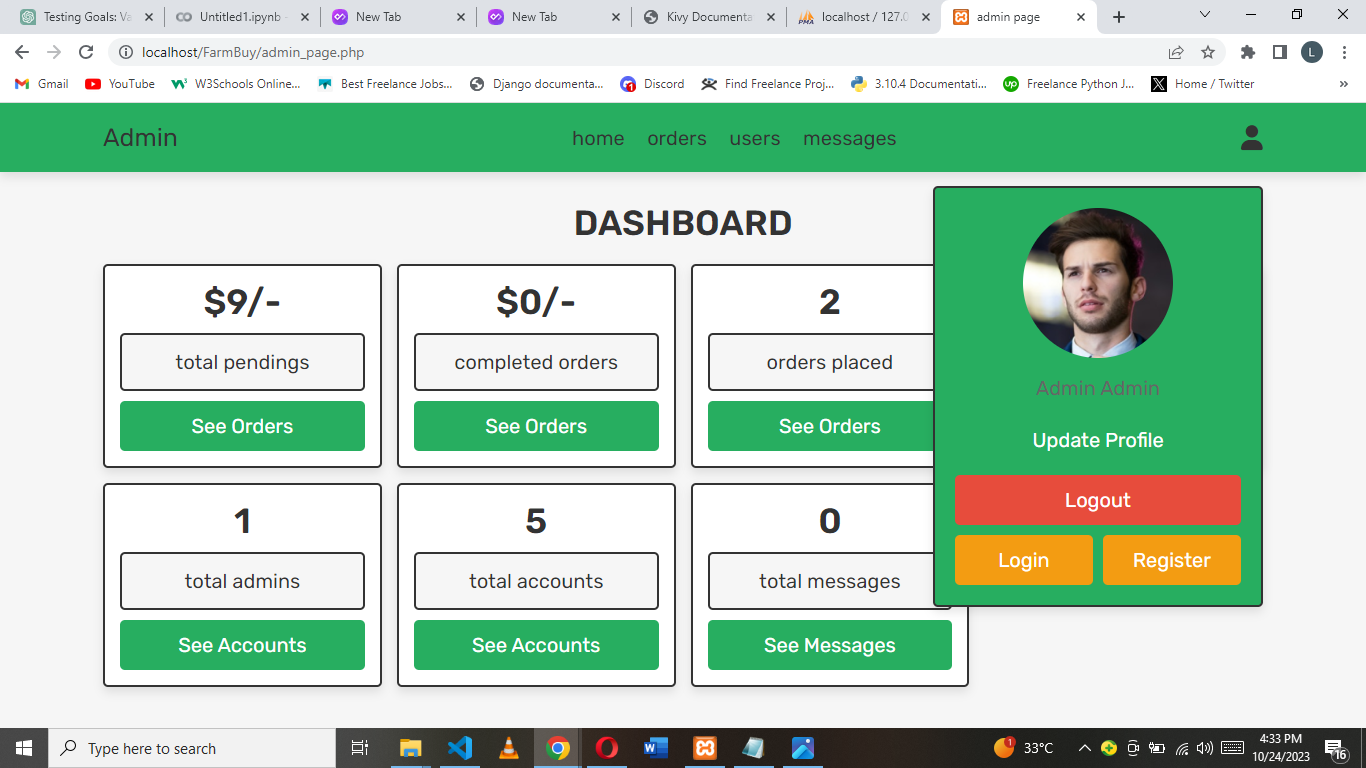 Testing Goals: Va
Untitled1.ipynb
New Tab
New Tab
Kivy Documenta
localhost / 127.0
admin page
localhost/FarmBuy/admin_page.php
L
Gmail
YouTube
W3Schools Online...
Best Freelance Jobs...
Django documenta...
Discord
Find Freelance Proj...
3.10.4 Documentati...
Freelance Python J...
Home / Twitter
»
Admin
home
orders
users
messages
DASHBOARD
$9/-
total pendings
See Orders
$0/-
completed orders
See Orders
2
orders placed
See Orders
Admin Admin
Update Profile
Logout
Login
Register
1
total admins
See Accounts
5
total accounts
See Accounts
0
total messages
See Messages
Type here to search
33°C
4:33 PM
10/24/2023
16